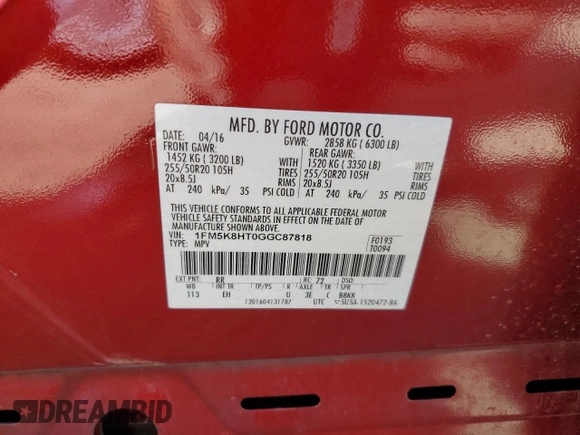 MFD. BY FORD MOTOR CO.
DATE: 04/16 GVWR: 2858 KG ( 6300 LB)
FRONT GAWR: REAR GAWR:
1452 KG ( 3200 LB) WITH 1520 KG ( 3350 LB) WITH
255/50R20 105H TIRES 255/50R20 105H TIRES
20x8.5J RIMS 20x8.5J RIMS
AT 240 kPa/ 35 PSI COLD AT 240 kPa/ 35 PSI COLD
THIS VEHICLE CONFORMS TO ALL APPLICABLE FEDERAL MOTOR
VEHICLE SAFETY STANDARDS IN EFFECT ON THE DATE OF
MANUFACTURE SHOWN ABOVE.
VIN: 1FM5K8HT0GGC87818 F0193
TYPE: MPV T0094
EXT PNT: RR RC: 72 DSO:
WB INT TR TP/PS R AXLE TR SPR
113 EH U 3E C BBKK
1201604131787 UTC SUSA-1520472-BA
DREAMBID